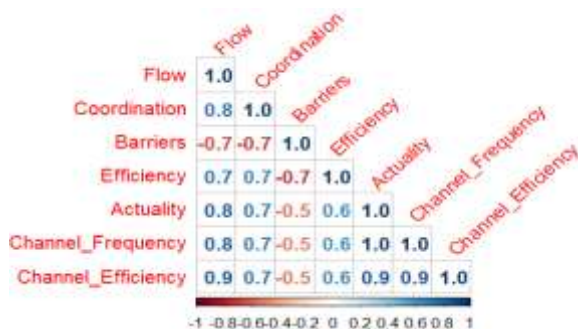 Flow
Coordination
Barriers
Efficiency
Actuality
Channel_Frequency
Channel_Efficiency
Flow 1.0
Coordination 0.8 1.0
Barriers -0.7 -0.7 1.0
Efficiency 0.7 0.7 -0.7 1.0
Actuality 0.8 0.7 -0.5 0.6 1.0
Channel_Frequency 0.8 0.7 -0.5 0.6 1.0 1.0
Channel_Efficiency 0.9 0.7 -0.5 0.6 0.9 0.9 1.0
-1 -0.8 -0.6 -0.4 -0.2 0 0.2 0.4 0.6 0.8 1